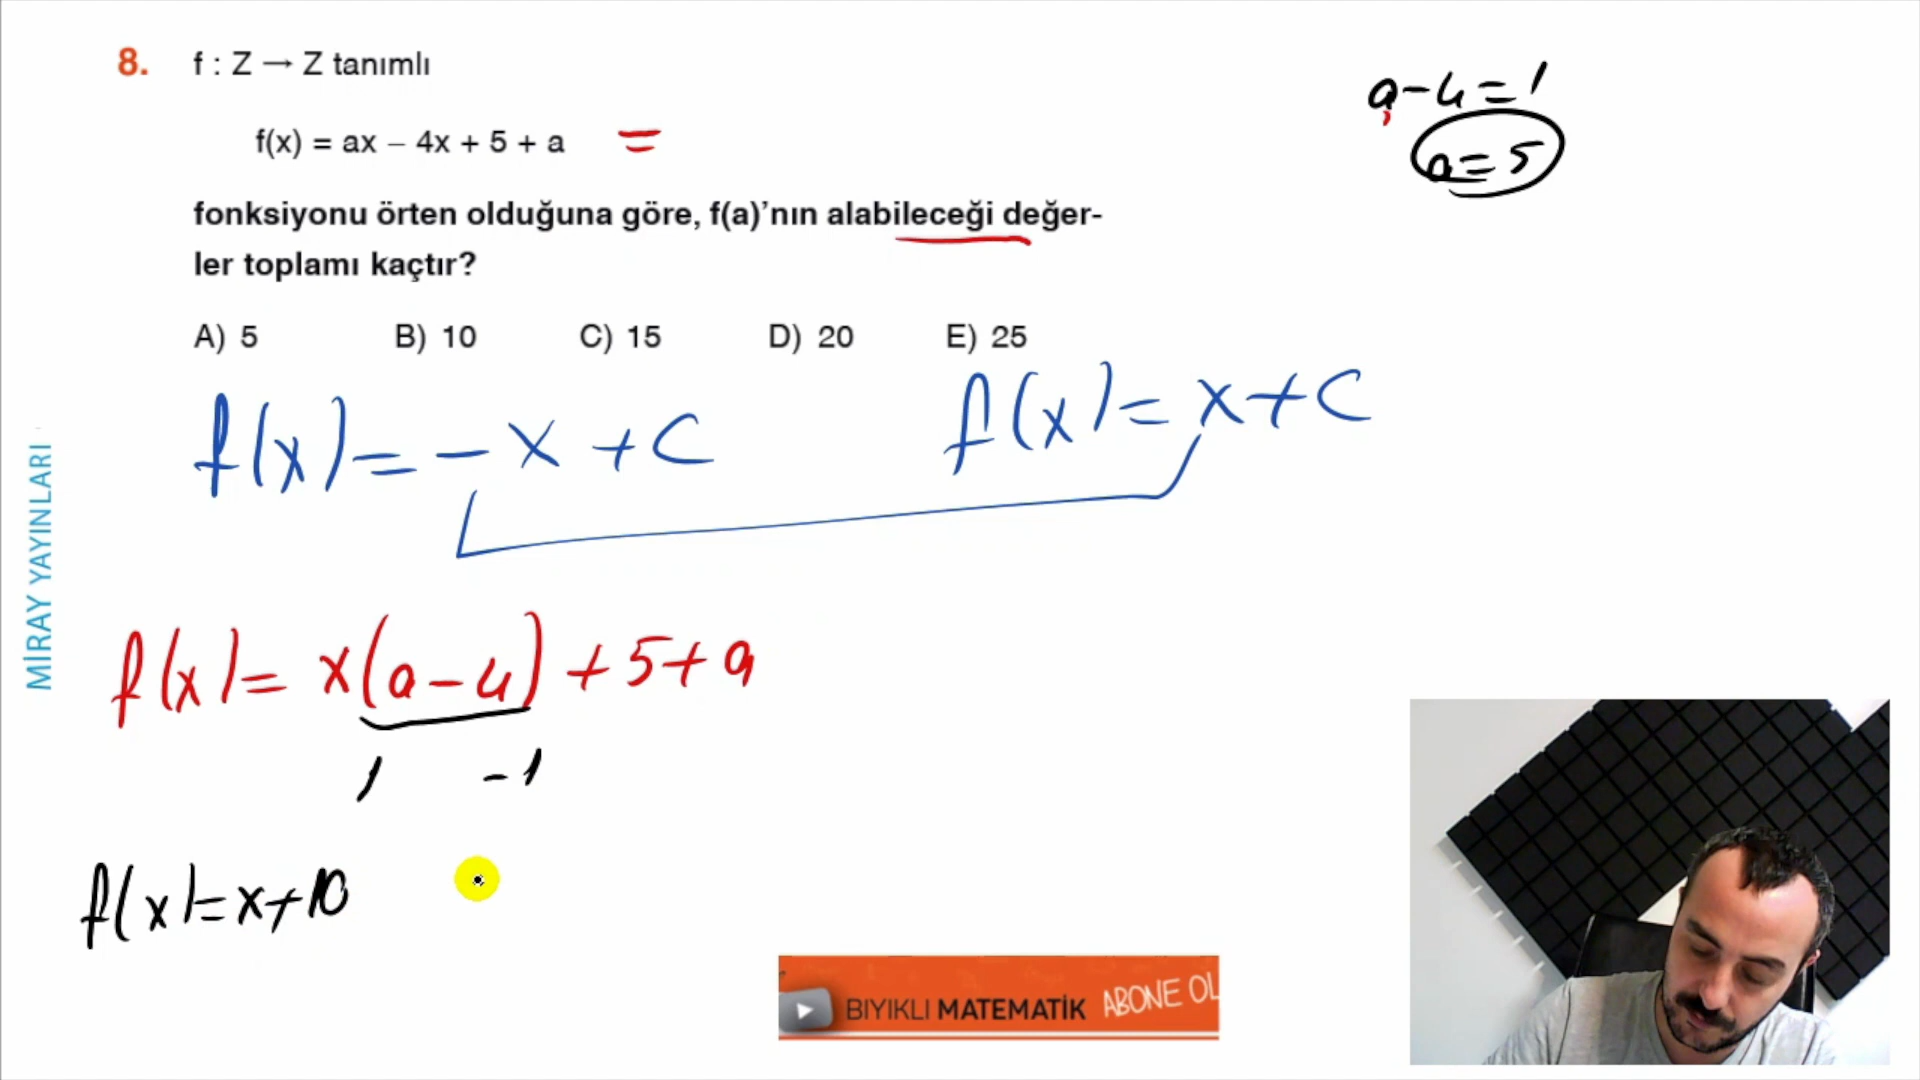 8. f : Z → Z tanımlı
f(x) = ax – 4x + 5 + a =
fonksiyonu örten olduğuna göre, f(a)’nın alabileceği değer-
ler toplamı kaçtır?
A) 5 B) 10 C) 15 D) 20 E) 25
a-4=1
a=5
f(x)=-x+c
f(x)=x+c
f(x)=x(a-4)+5+a
1 -1
f(x)=x+10
MİRAY YAYINLARI
BIYIKLI MATEMATİK ABONE OL